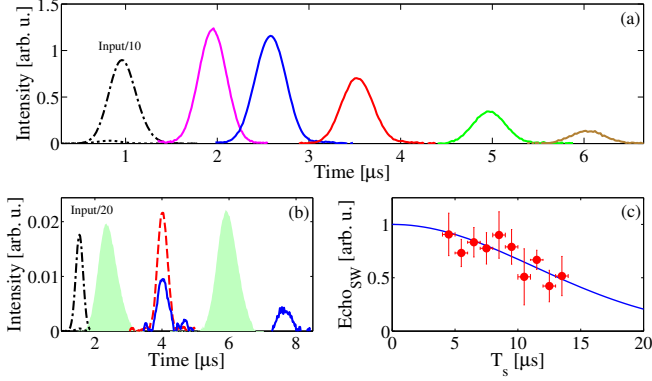 1.5
1
0.5
0
Intensity [arb. u.]
Input/10
(a)
1 2 3 4 5 6
Time [μs]
0.02
0.01
0
Intensity [arb. u.]
Input/20
(b)
2 4 6 8
Time [μs]
1
0.5
0
Echo_SW [arb. u.]
(c)
0 5 10 15 20
T_s [μs]